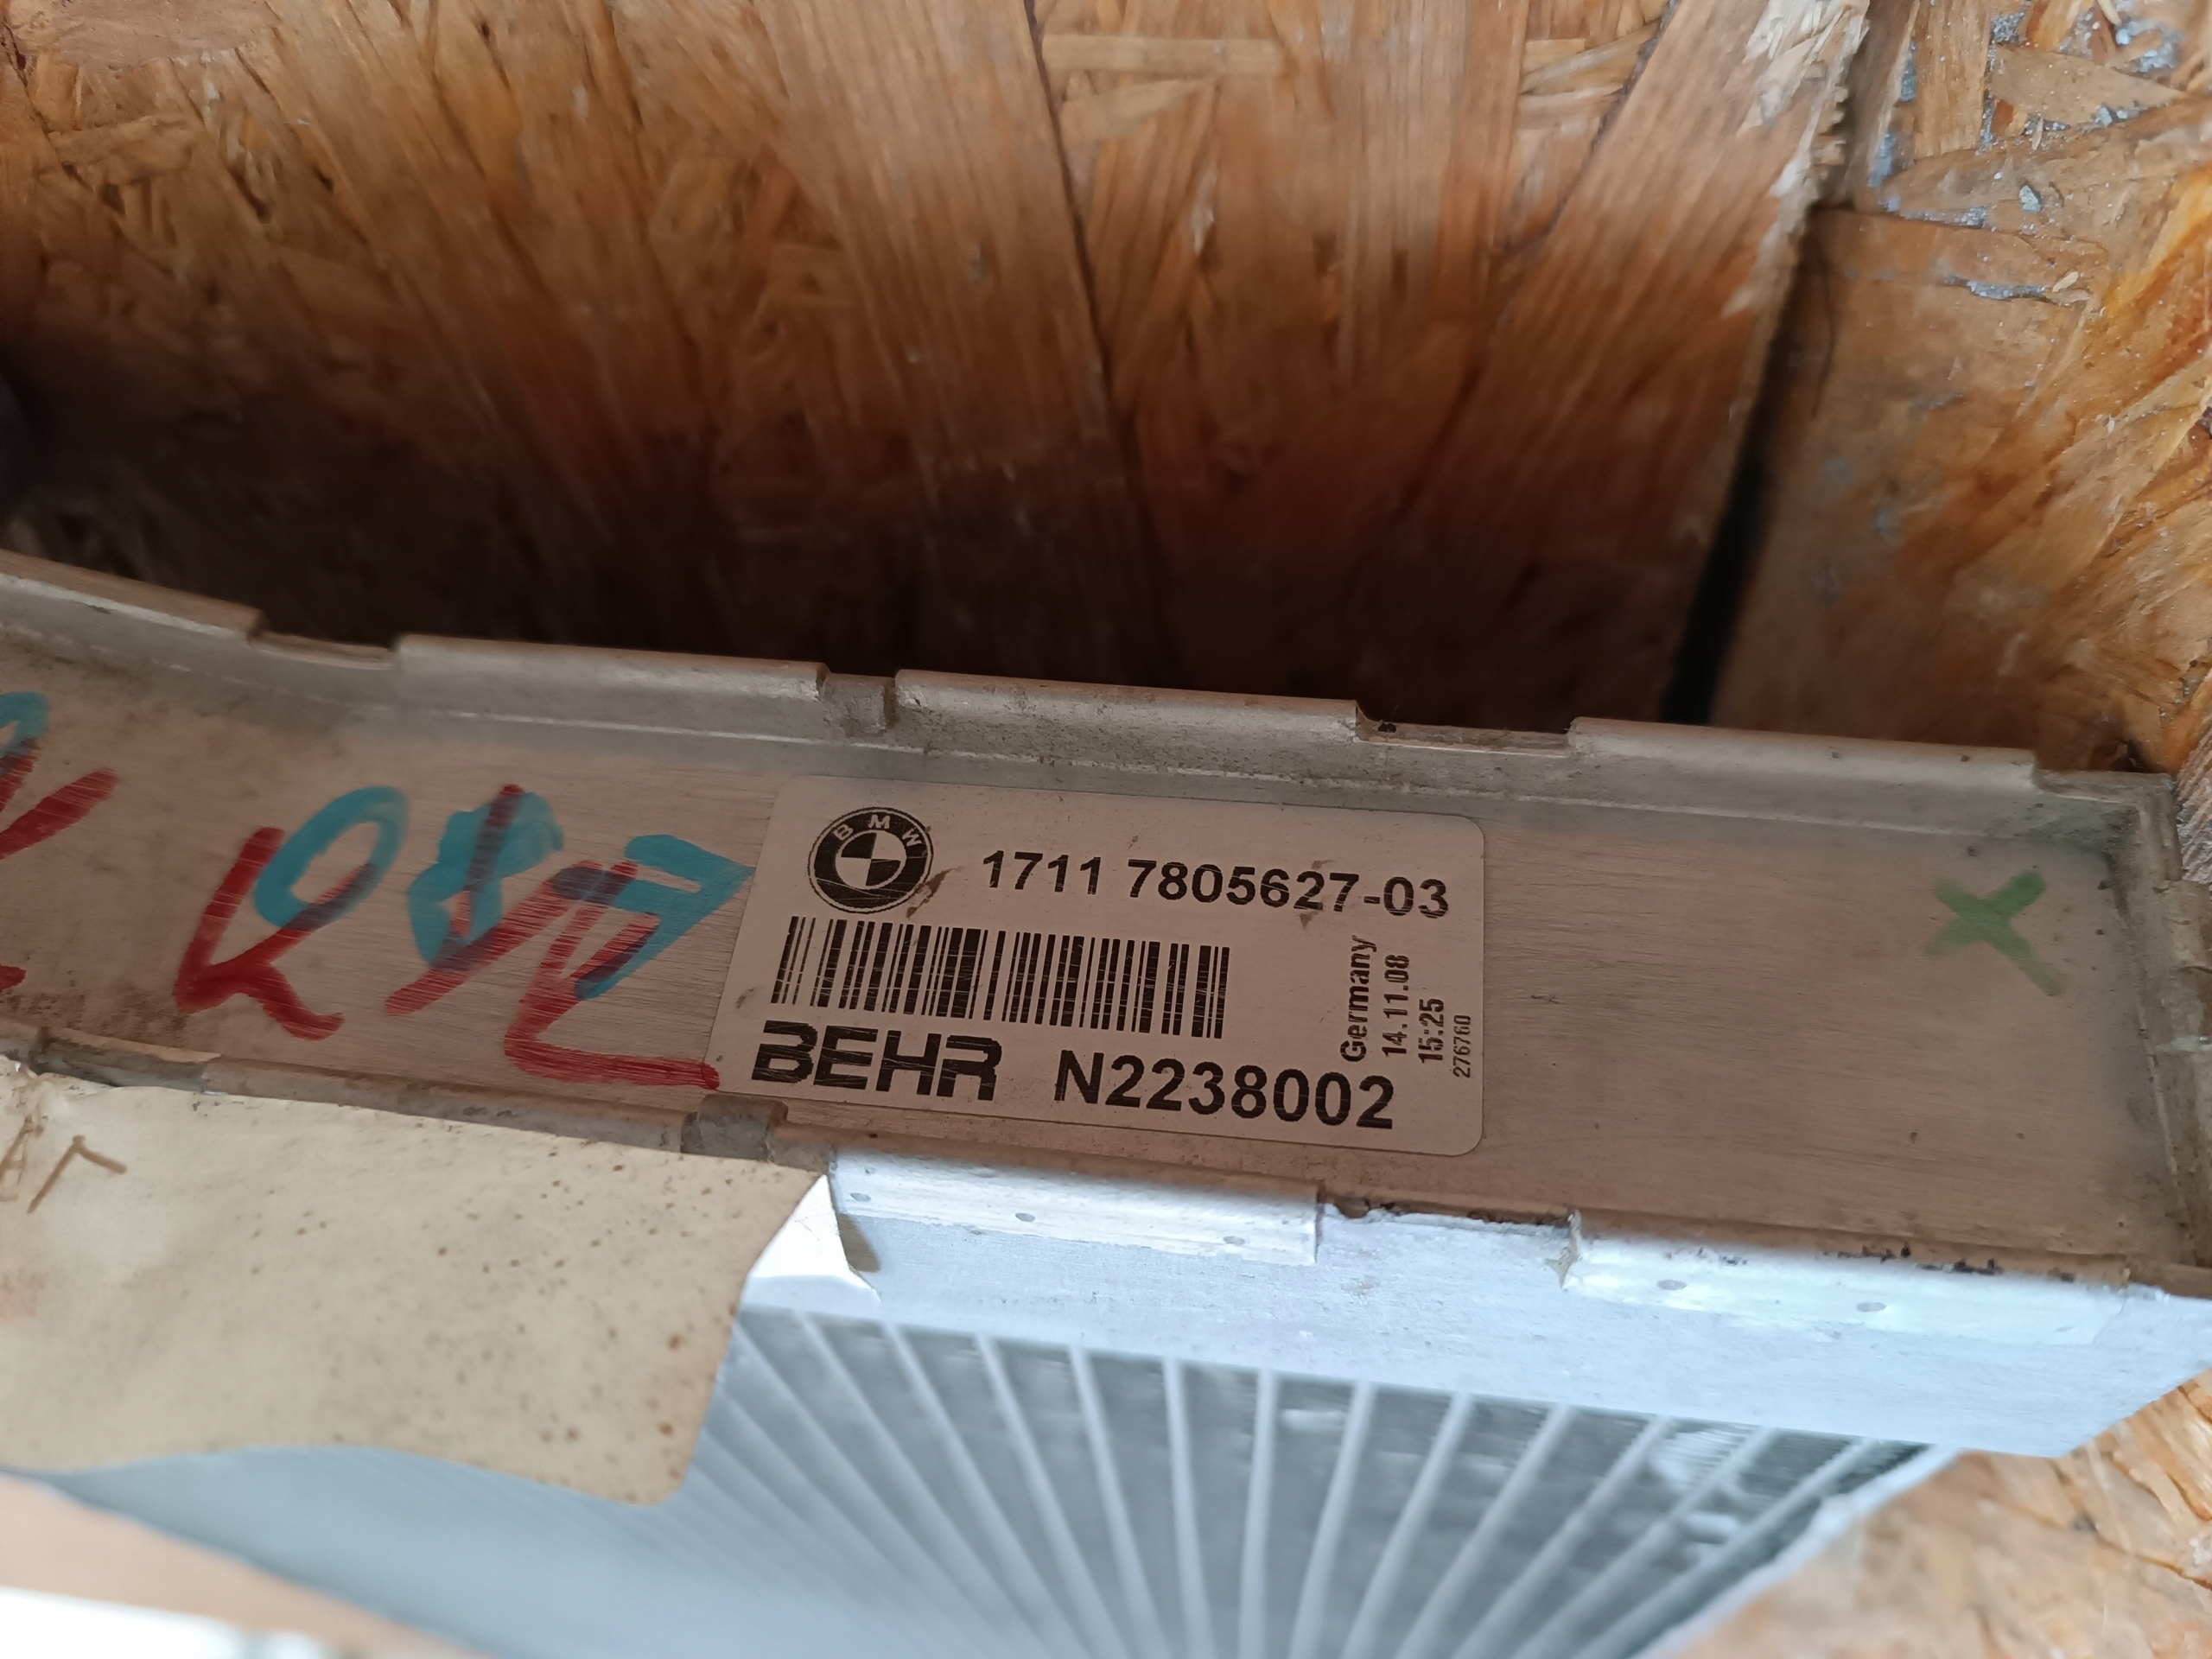 BMW
1711 7805627-03
Germany
14.11.08
15:25
276760
BEHR N2238002